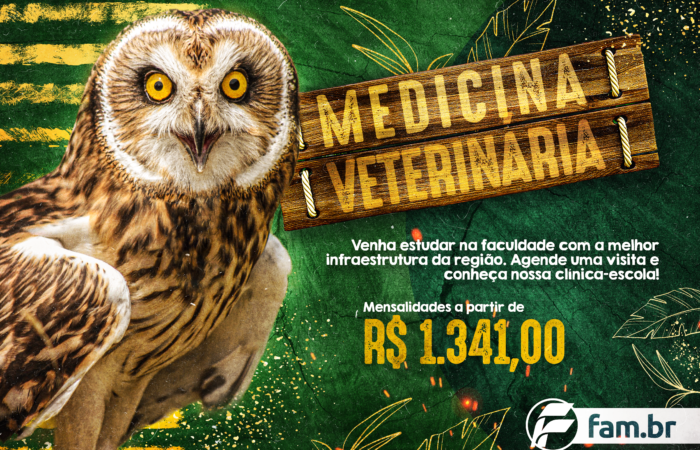 MEDICINA
VETERINÁRIA
Venha estudar na faculdade com a melhor
infraestrutura da região. Agende uma visita e
conheça nossa clínica-escola!
Mensalidades a partir de
R$ 1.341,00
fam.br